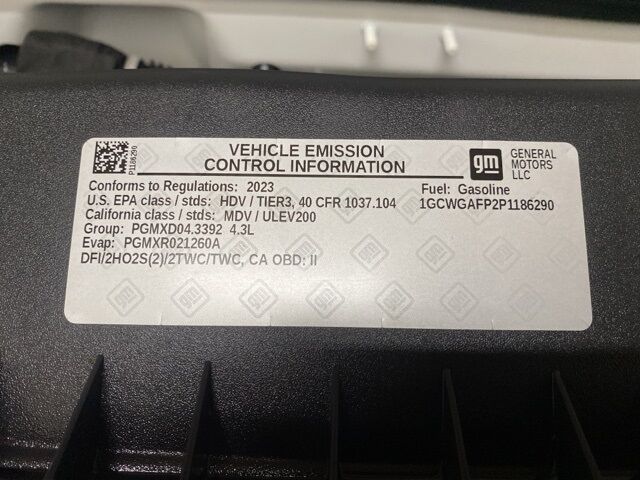 P1186290
VEHICLE EMISSION
CONTROL INFORMATION
gm
GENERAL
MOTORS
LLC
Conforms to Regulations: 2023
Fuel: Gasoline
U.S. EPA class / stds: HDV / TIER3, 40 CFR 1037.104
1GCWGAFP2P1186290
California class / stds: MDV / ULEV200
Group: PGMXD04.3392 4.3L
Evap: PGMXR021260A
DFI/2HO2S(2)/2TWC/TWC, CA OBD: II